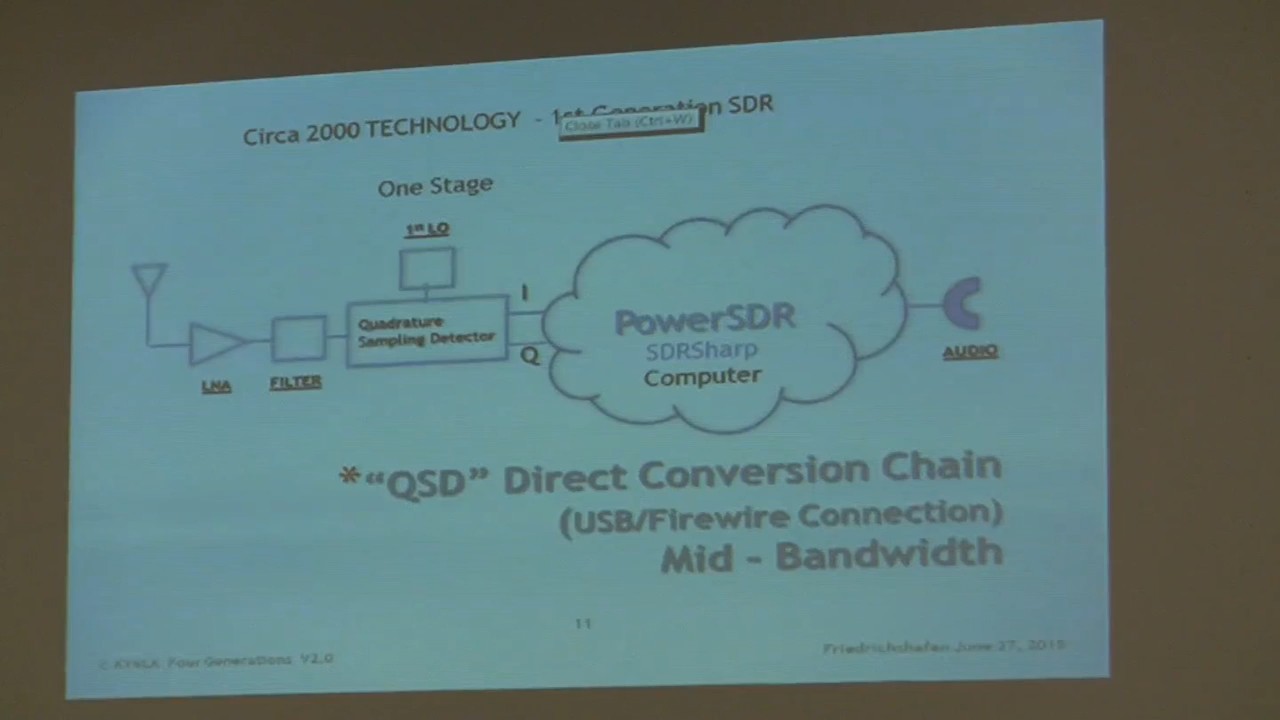 Circa 2000 TECHNOLOGY - 1st Generation SDR
Close Tab (Ctrl+W)
One Stage
1st LO
I
Quadrature
Sampling Detector
Q
LNA
FILTER
PowerSDR
SDRSharp
Computer
AUDIO
*“QSD” Direct Conversion Chain
(USB/Firewire Connection)
Mid - Bandwidth
11
Four Generations V2.0
Friedrichshafen June 27, 2015